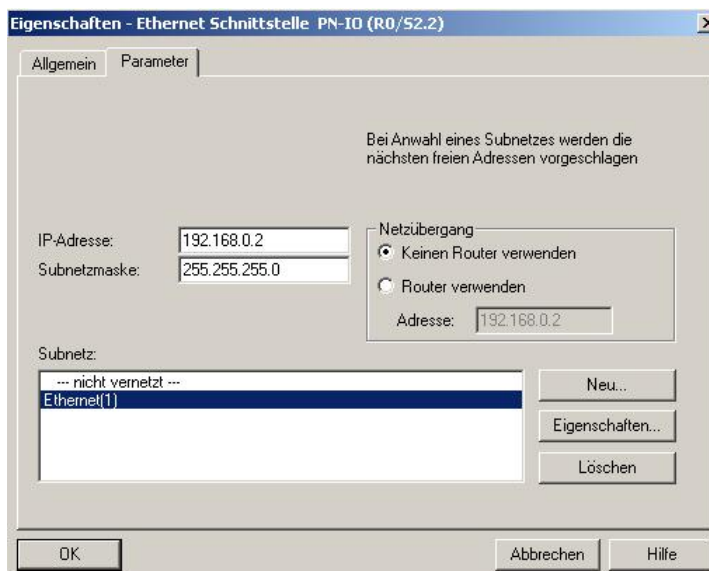 Eigenschaften - Ethernet Schnittstelle PN-IO (R0/S2.2)
Allgemein
Parameter
Bei Anwahl eines Subnetzes werden die
nächsten freien Adressen vorgeschlagen
IP-Adresse:
192.168.0.2
Subnetzmaske:
255.255.255.0
Netzübergang
Keinen Router verwenden
Router verwenden
Adresse:
192.168.0.2
Subnetz:
--- nicht vernetzt ---
Ethernet(1)
Neu...
Eigenschaften...
Löschen
OK
Abbrechen
Hilfe